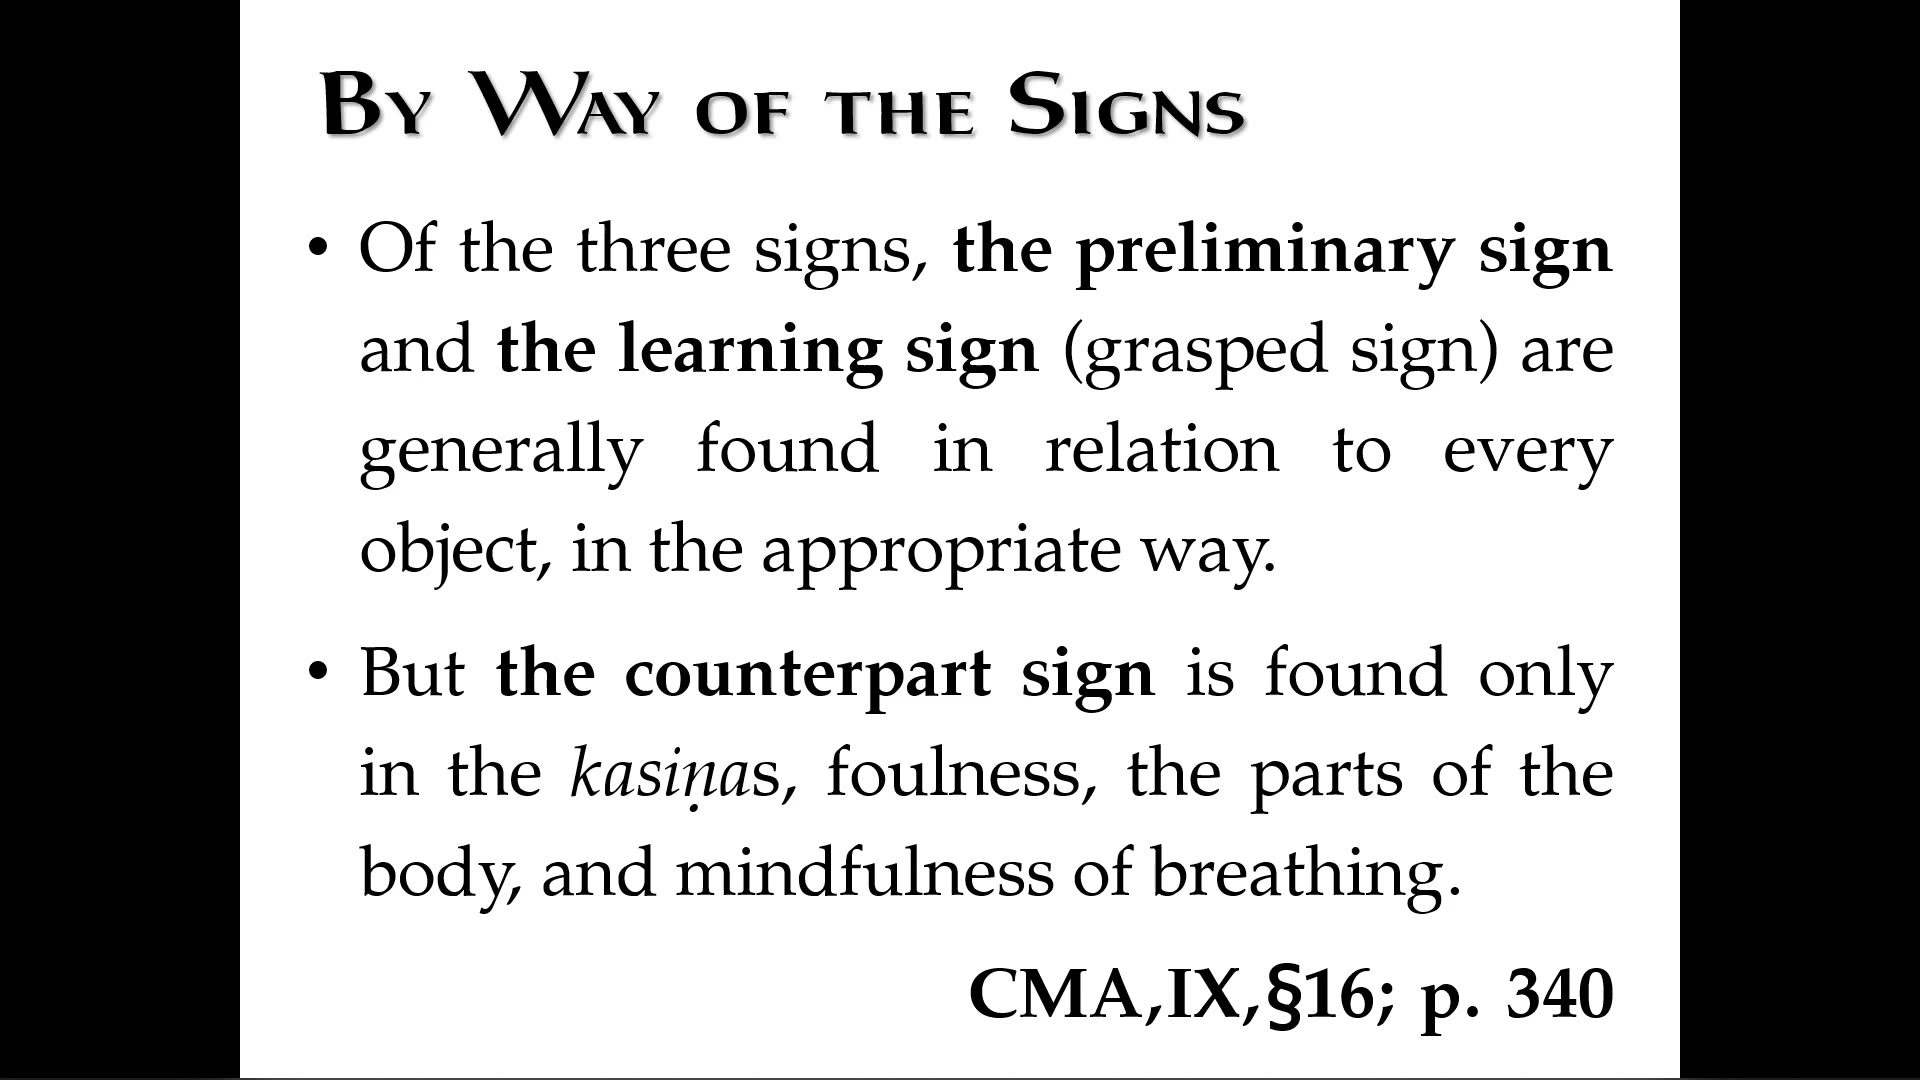 By Way of the Signs
• Of the three signs, the preliminary sign
and the learning sign (grasped sign) are
generally found in relation to every
object, in the appropriate way.
• But the counterpart sign is found only
in the kasiṇas, foulness, the parts of the
body, and mindfulness of breathing.
CMA,IX,§16; p. 340